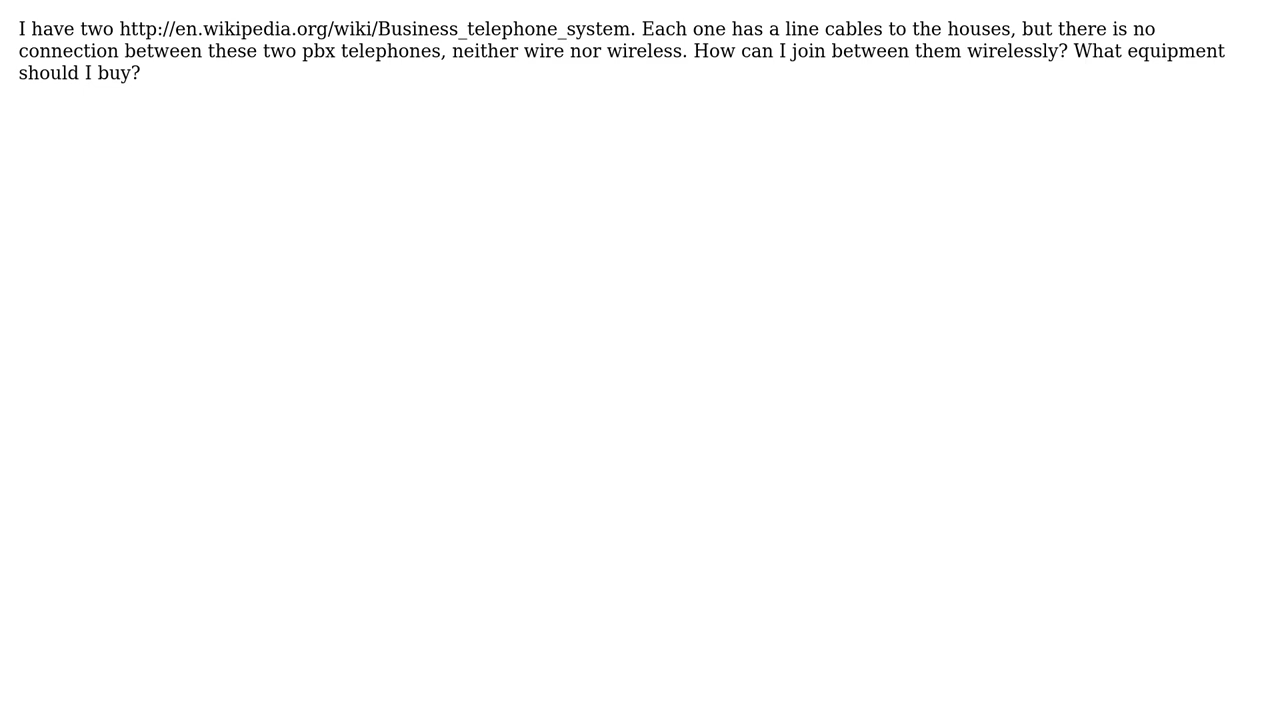 I have two http://en.wikipedia.org/wiki/Business_telephone_system. Each one has a line cables to the houses, but there is no
connection between these two pbx telephones, neither wire nor wireless. How can I join between them wirelessly? What equipment
should I buy?